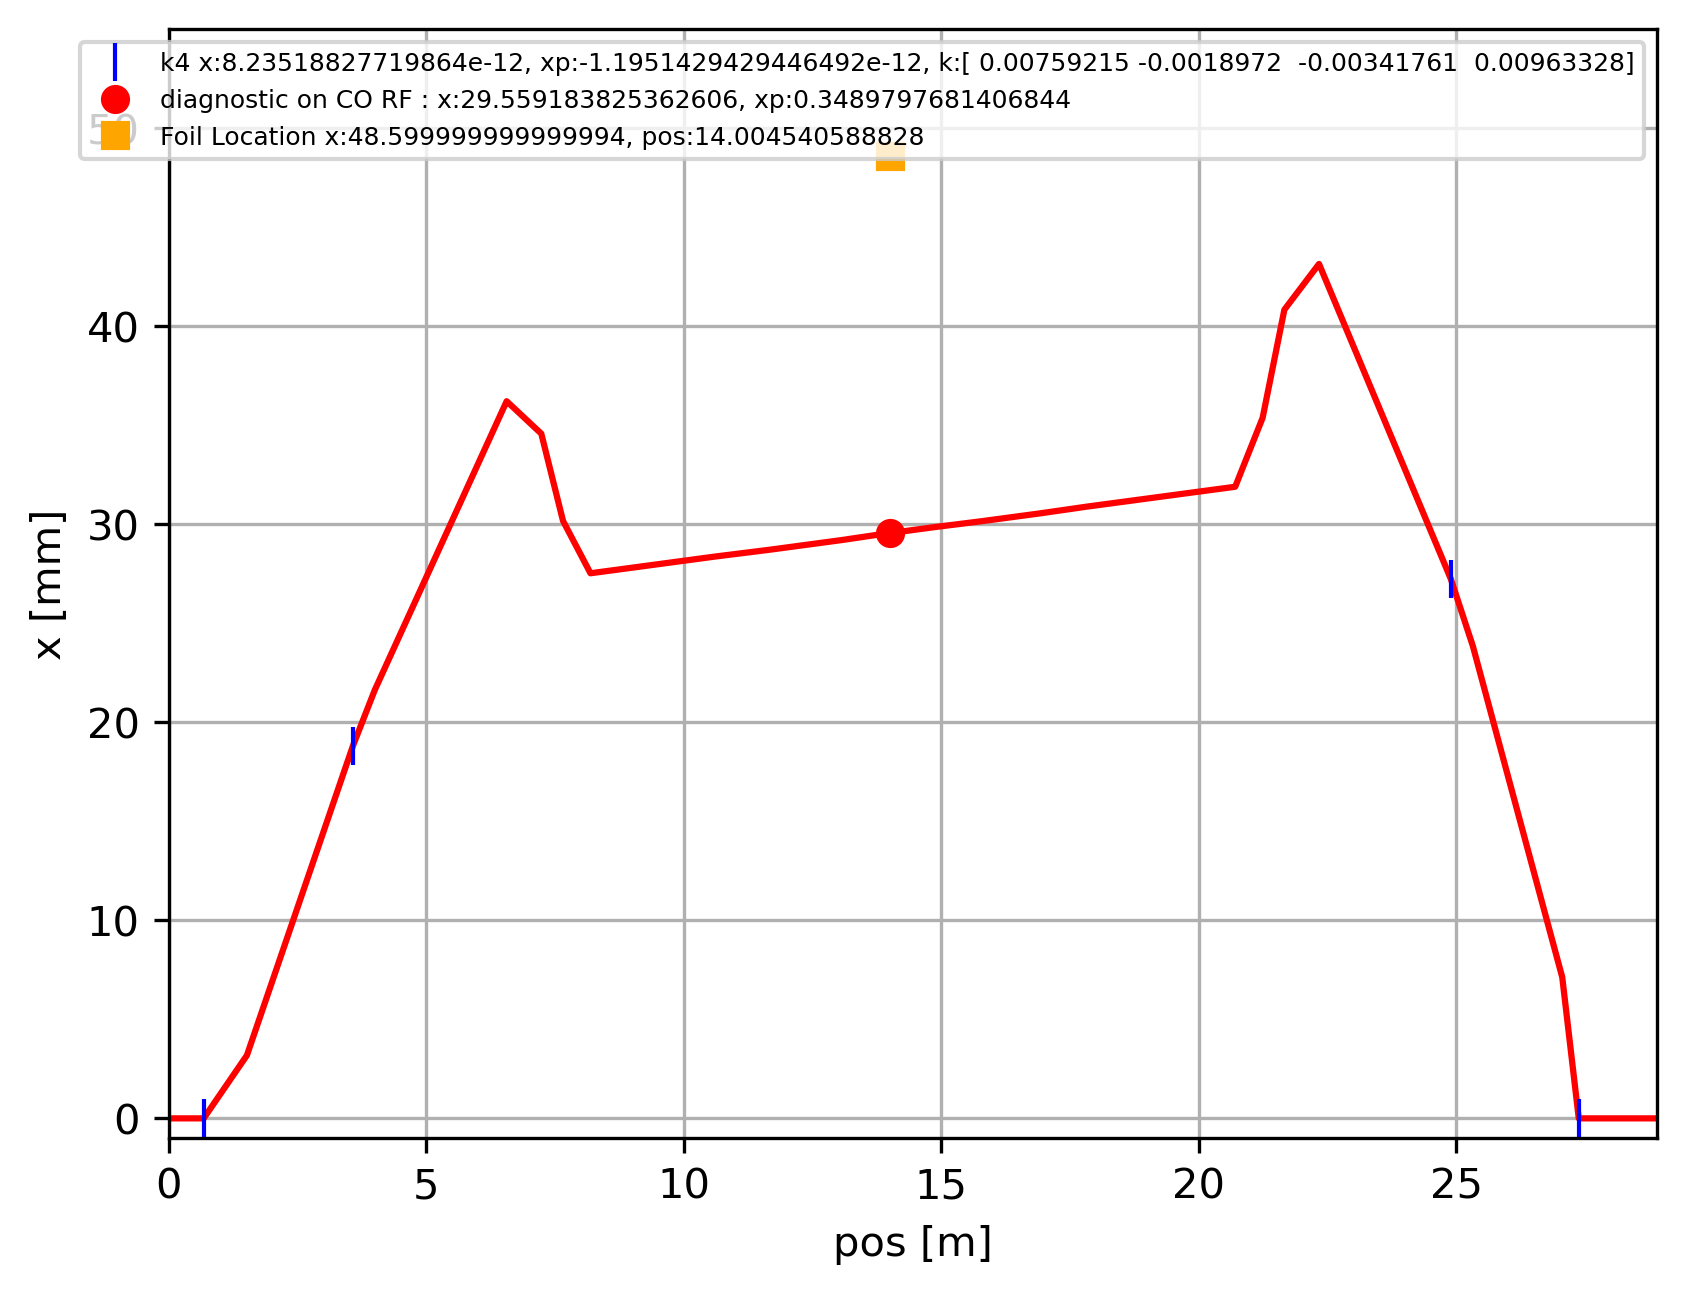 k4 x:8.23518827719864e-12, xp:-1.1951429429446492e-12, k:[ 0.00759215 -0.0018972  -0.00341761  0.00963328]
diagnostic on CO RF : x:29.559183825362606, xp:0.3489797681406844
Foil Location x:48.599999999999994, pos:14.004540588828
50
40
30
20
10
0
x [mm]
0 5 10 15 20 25
pos [m]